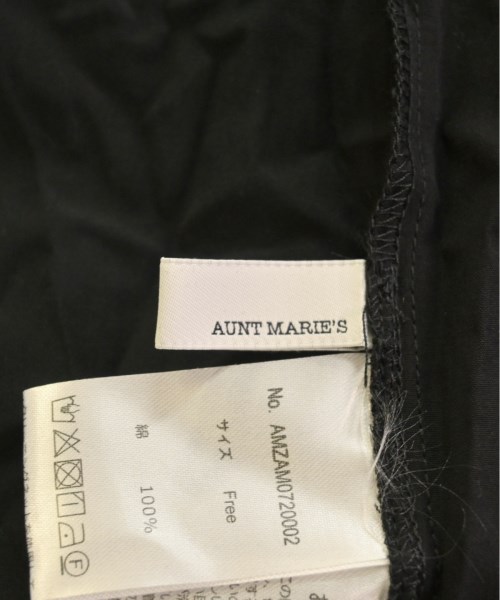 AUNT MARIE'S
No. AMZAM0720002
サイズ Free
綿 100%